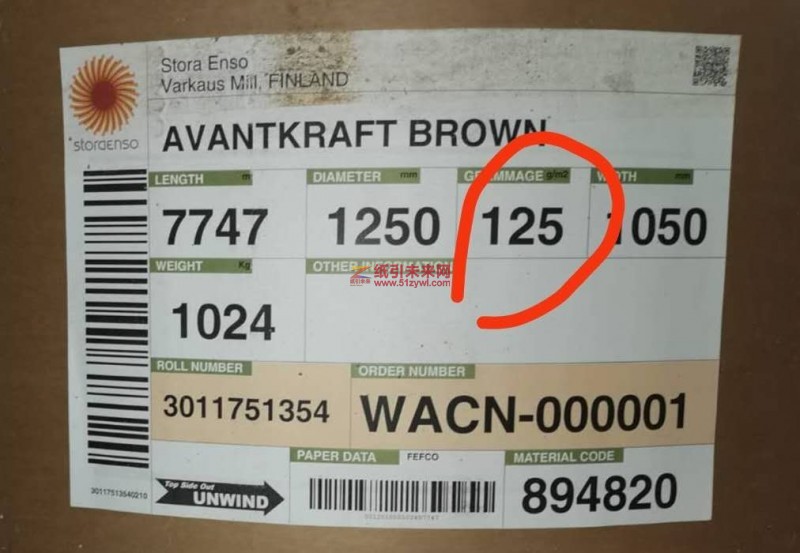 storaenso
Stora Enso
Varkaus Mill, FINLAND
AVANTKRAFT BROWN
LENGTH m
7747
DIAMETER mm
1250
GRAMMAGE g/m2
125
WIDTH mm
1050
WEIGHT Kg
1024
OTHER INFORMATION
纸引未来网
www.51zywl.com
ROLL NUMBER
3011751354
ORDER NUMBER
WACN-000001
30117513540210
Top Side Out
UNWIND
PAPER DATA FEFCO
MATERIAL CODE
894820